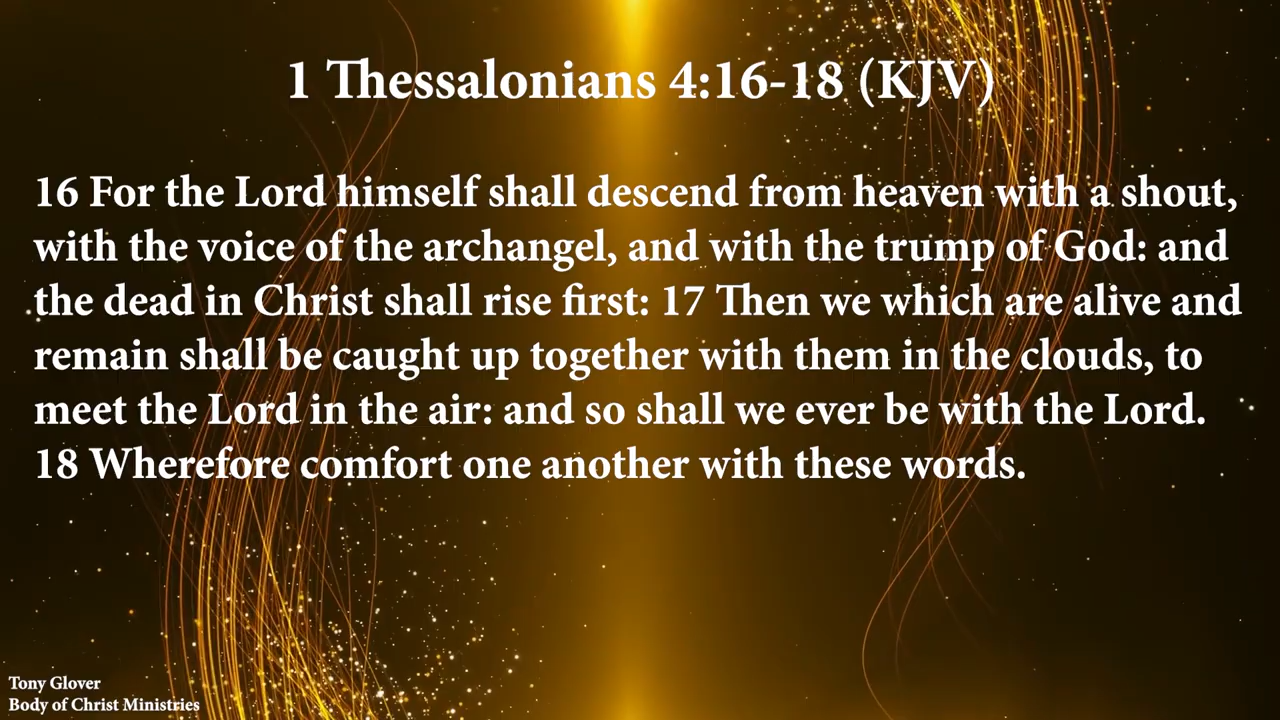 1 Thessalonians 4:16-18 (KJV)
16 For the Lord himself shall descend from heaven with a shout,
with the voice of the archangel, and with the trump of God: and
the dead in Christ shall rise first: 17 Then we which are alive and
remain shall be caught up together with them in the clouds, to
meet the Lord in the air: and so shall we ever be with the Lord.
18 Wherefore comfort one another with these words.
Tony Glover
Body of Christ Ministries